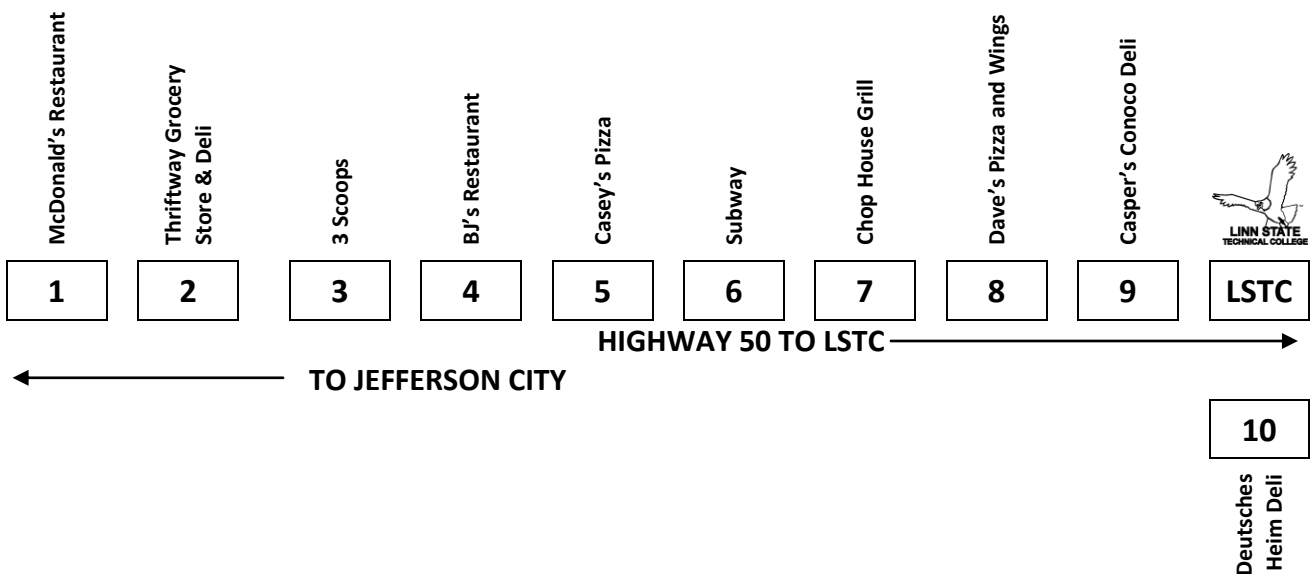 McDonald's Restaurant
Thriftway Grocery
Store & Deli
3 Scoops
BJ's Restaurant
Casey's Pizza
Subway
Chop House Grill
Dave's Pizza and Wings
Casper's Conoco Deli
LINN STATE
TECHNICAL COLLEGE
1
2
3
4
5
6
7
8
9
LSTC
HIGHWAY 50 TO LSTC
TO JEFFERSON CITY
10
Deutsches
Heim Deli